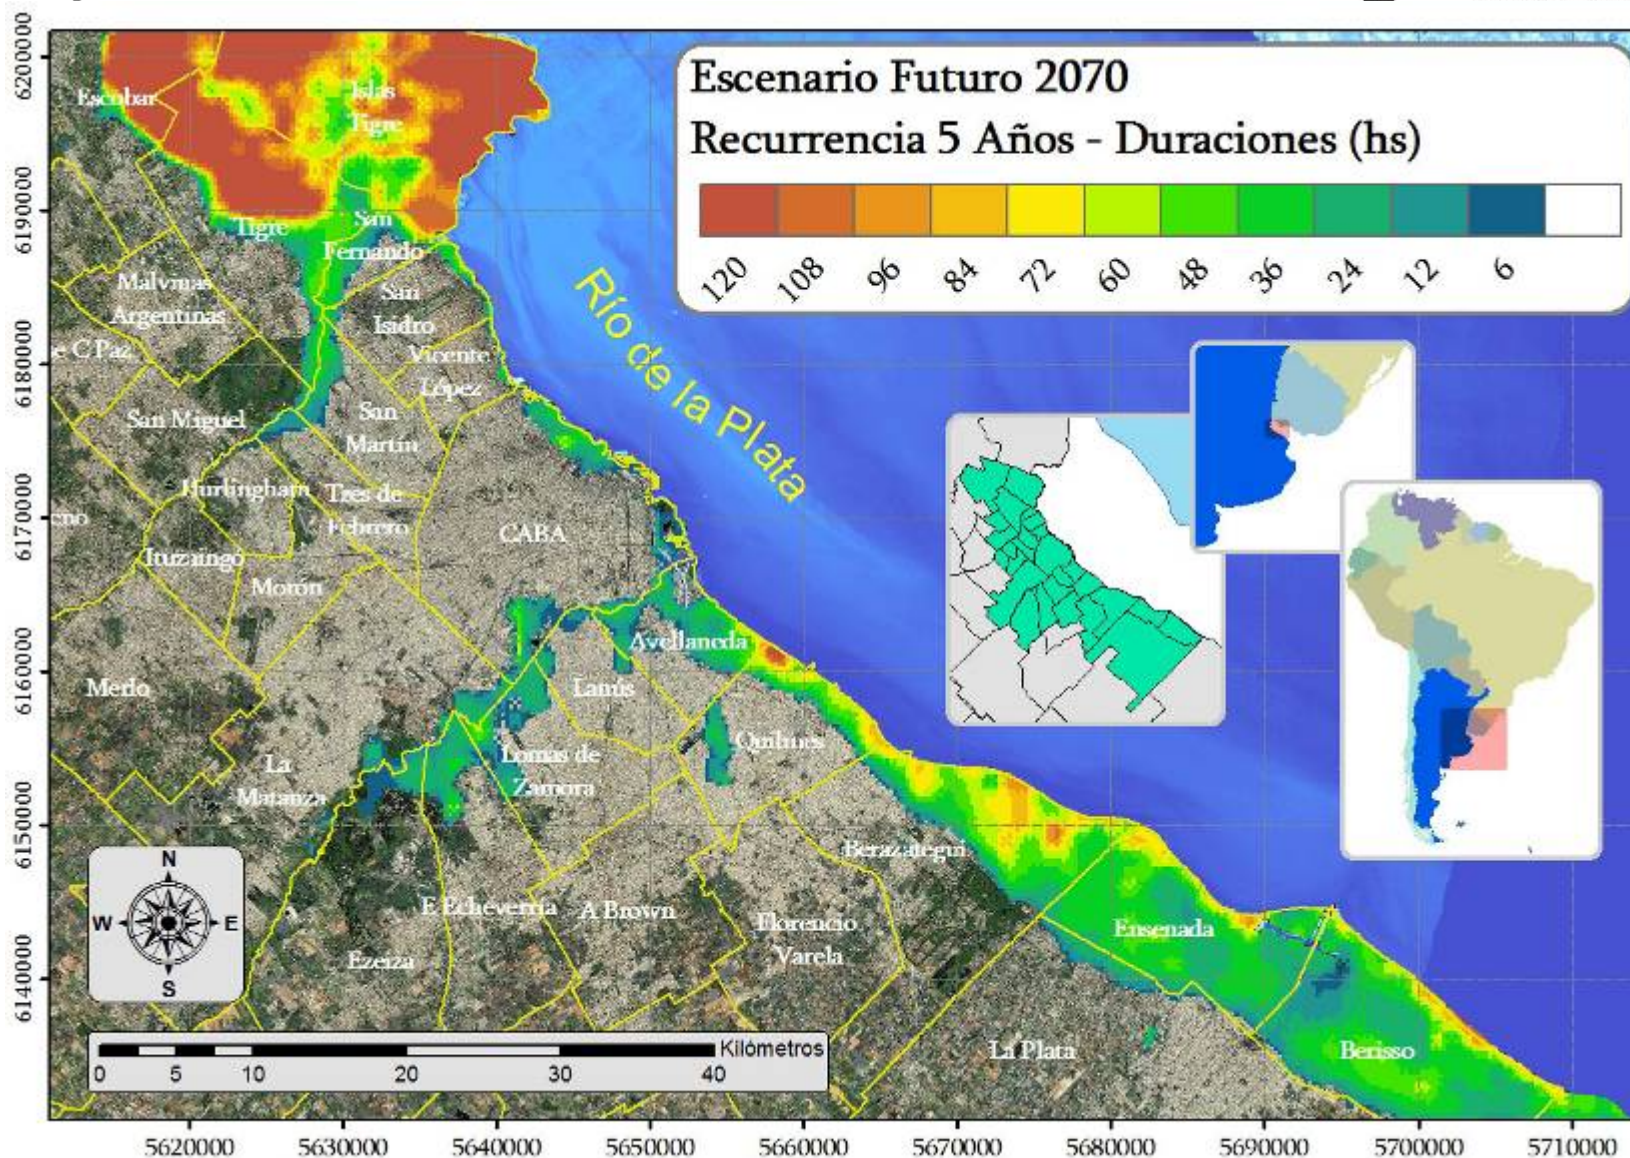 Escenario Futuro 2070
Recurrencia 5 Años - Duraciones (hs)
120 108 96 84 72 60 48 36 24 12 6
Río de la Plata
Escobar
Islas
Tigre
Tigre
San
Fernando
Malvinas
Argentinas
San
Isidro
e C Paz
Vicente
López
San Miguel
San
Martín
Hurlingham
Tres de
Febrero
CABA
Ituzaingó
Morón
Avellaneda
Merlo
Lanús
Quilmes
Lomas de
Zamora
La
Matanza
Berazategui
E Echeverría
A Brown
Florencio
Varela
Ensenada
Ezeiza
La Plata
Berisso
N
W E
S
Kilómetros
0 5 10 20 30 40
6200000
6190000
6180000
6170000
6160000
6150000
6140000
5620000 5630000 5640000 5650000 5660000 5670000 5680000 5690000 5700000 5710000